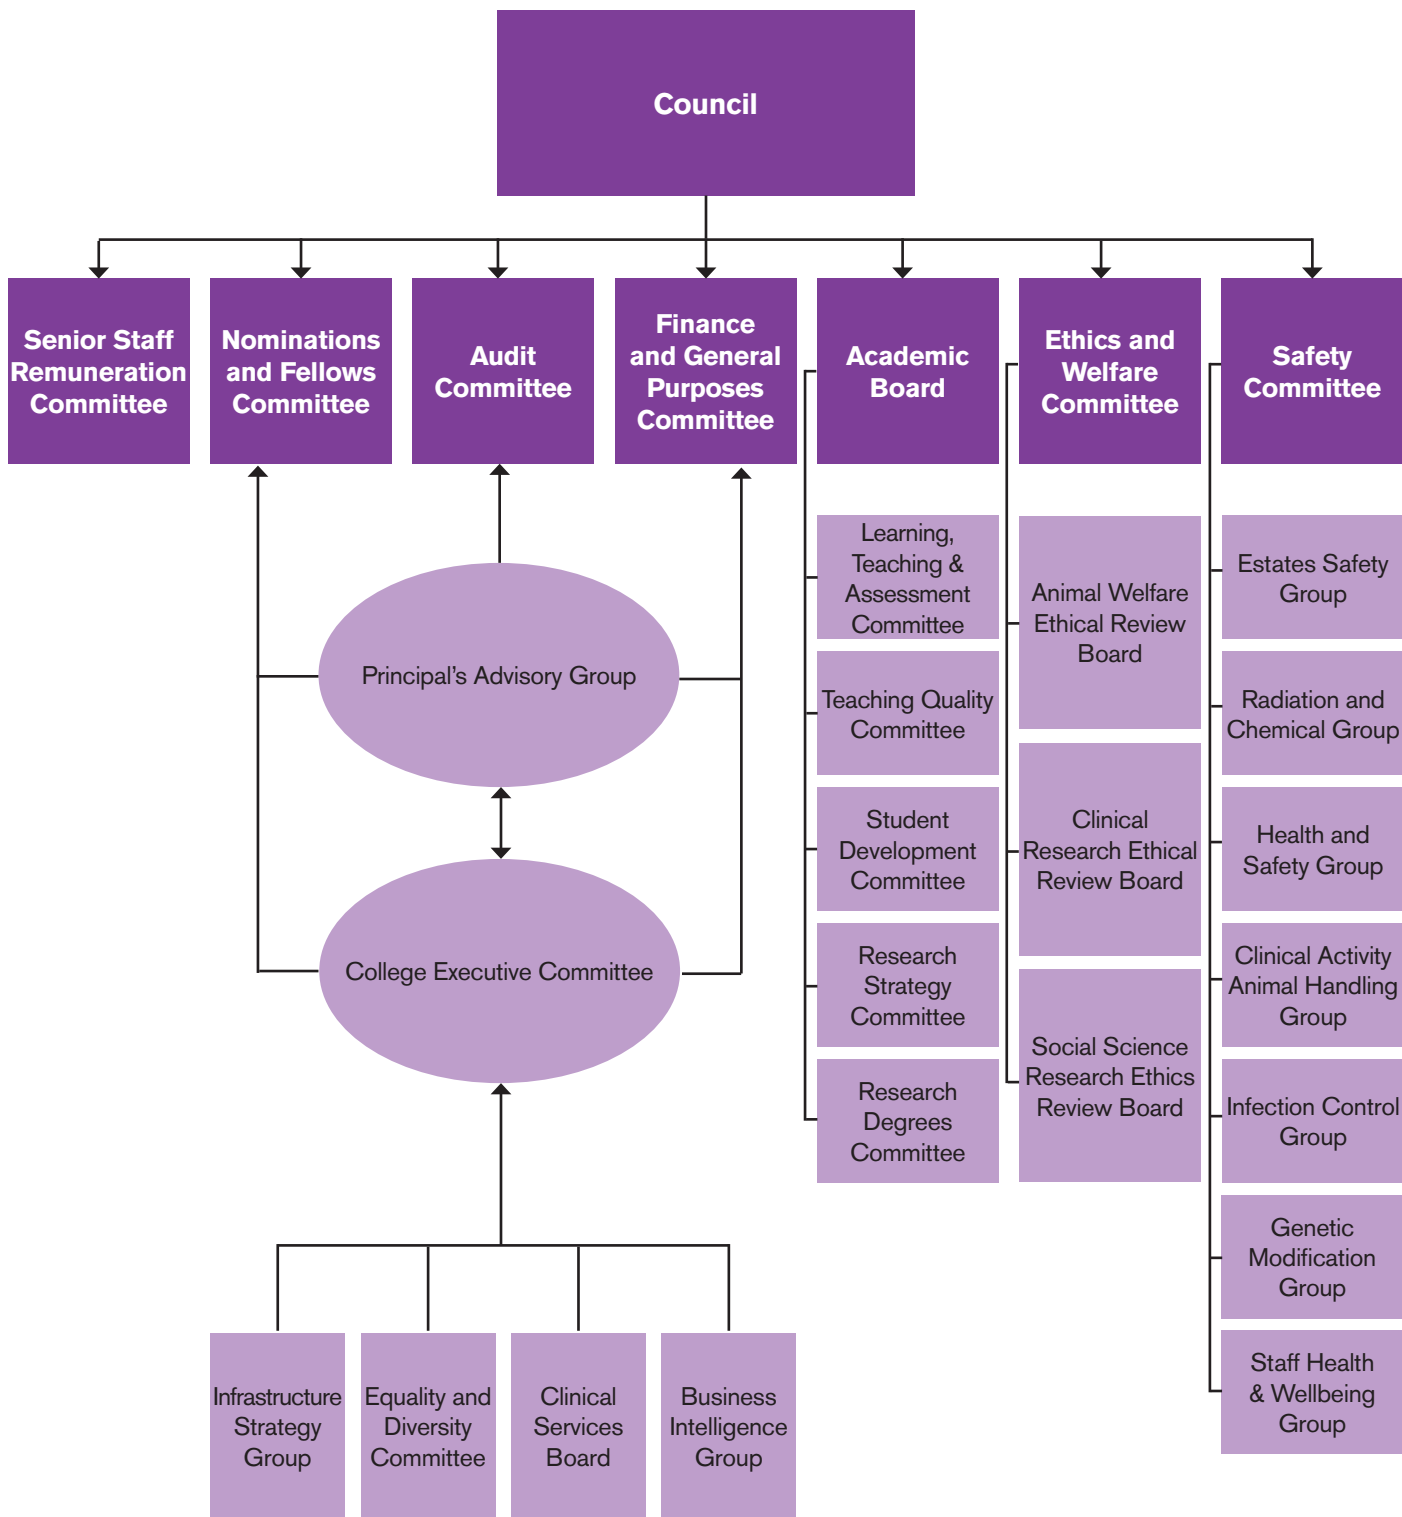 Council
Senior Staff
Remuneration
Committee
Nominations
and Fellows
Committee
Audit
Committee
Finance
and General
Purposes
Committee
Academic
Board
Ethics and
Welfare
Committee
Safety
Committee
Principal’s Advisory Group
College Executive Committee
Infrastructure
Strategy
Group
Equality and
Diversity
Committee
Clinical
Services
Board
Business
Intelligence
Group
Learning,
Teaching &
Assessment
Committee
Teaching Quality
Committee
Student
Development
Committee
Research
Strategy
Committee
Research
Degrees
Committee
Animal Welfare
Ethical Review
Board
Clinical
Research Ethical
Review Board
Social Science
Research Ethics
Review Board
Estates Safety
Group
Radiation and
Chemical Group
Health and
Safety Group
Clinical Activity
Animal Handling
Group
Infection Control
Group
Genetic
Modification
Group
Staff Health
& Wellbeing
Group